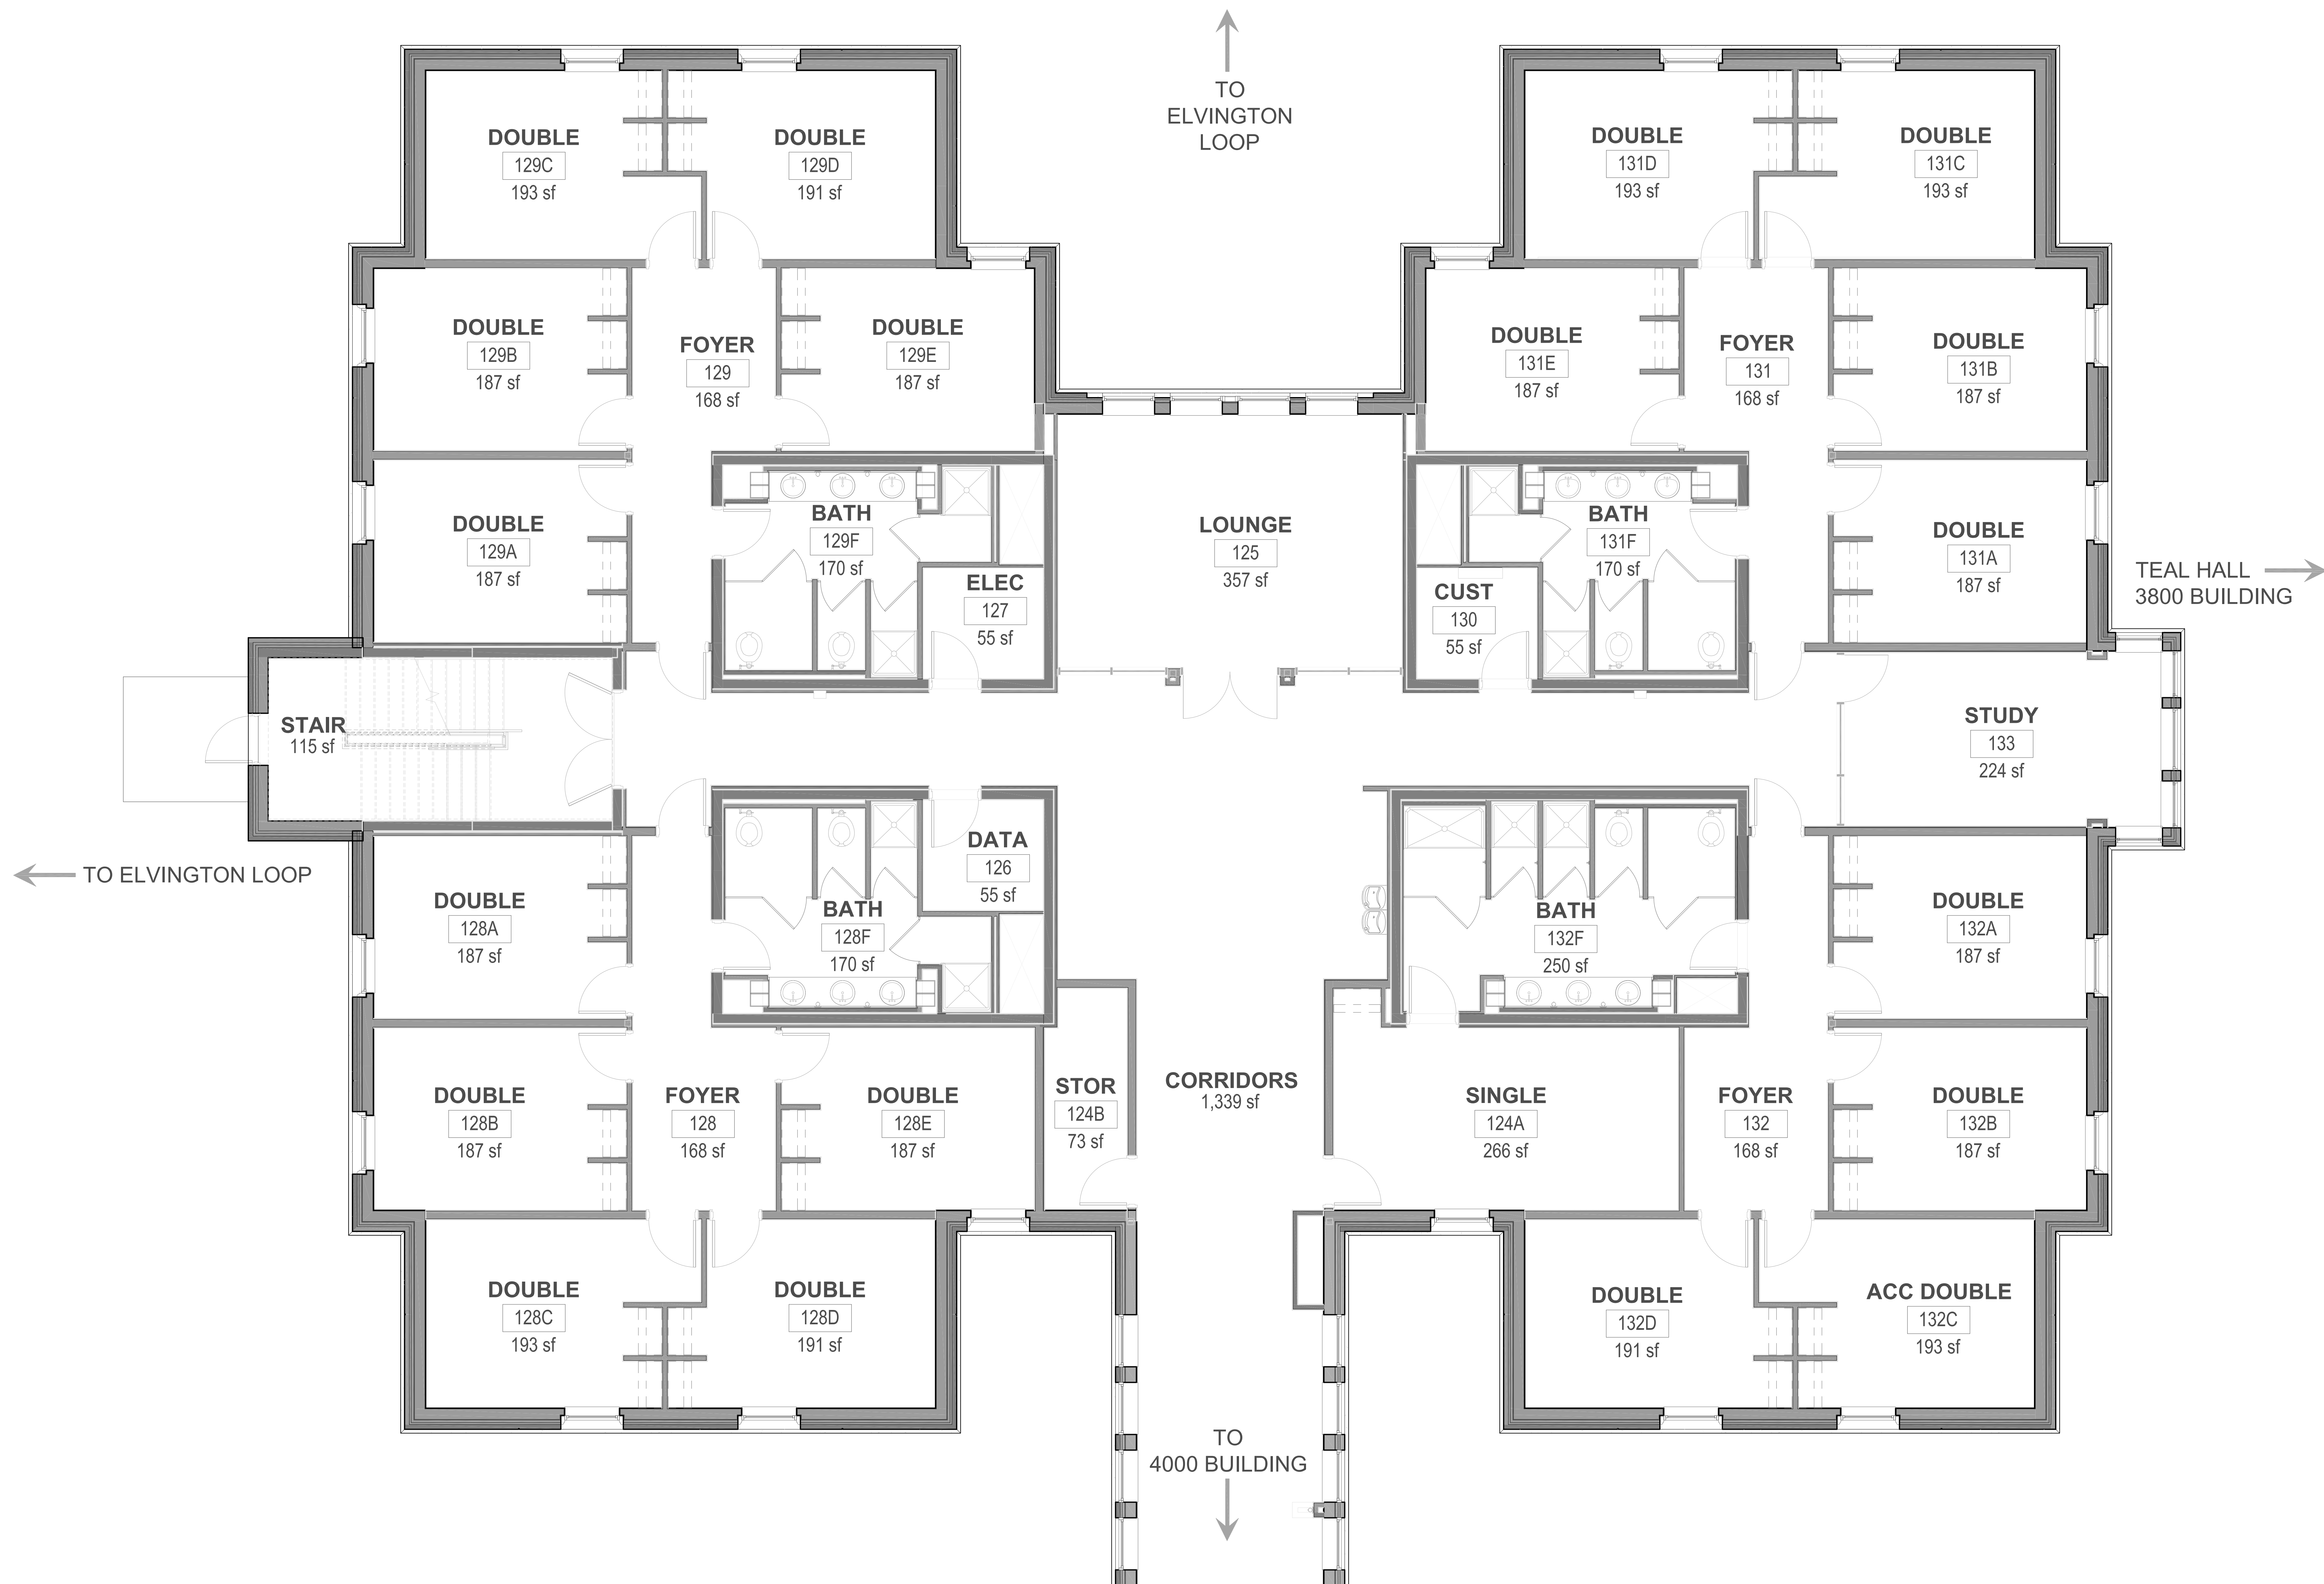 TO
ELVINGTON
LOOP
DOUBLE
129C
193 sf
DOUBLE
129D
191 sf
DOUBLE
131D
193 sf
DOUBLE
131C
193 sf
DOUBLE
129B
187 sf
FOYER
129
168 sf
DOUBLE
129E
187 sf
DOUBLE
131E
187 sf
FOYER
131
168 sf
DOUBLE
131B
187 sf
DOUBLE
129A
187 sf
BATH
129F
170 sf
ELEC
127
55 sf
LOUNGE
125
357 sf
CUST
130
55 sf
BATH
131F
170 sf
DOUBLE
131A
187 sf
TEAL HALL
3800 BUILDING
STAIR
115 sf
STUDY
133
224 sf
TO ELVINGTON LOOP
DOUBLE
128A
187 sf
BATH
128F
170 sf
DATA
126
55 sf
BATH
132F
250 sf
DOUBLE
132A
187 sf
DOUBLE
128B
187 sf
FOYER
128
168 sf
DOUBLE
128E
187 sf
STOR
124B
73 sf
CORRIDORS
1,339 sf
SINGLE
124A
266 sf
FOYER
132
168 sf
DOUBLE
132B
187 sf
DOUBLE
128C
193 sf
DOUBLE
128D
191 sf
DOUBLE
132D
191 sf
ACC DOUBLE
132C
193 sf
TO
4000 BUILDING